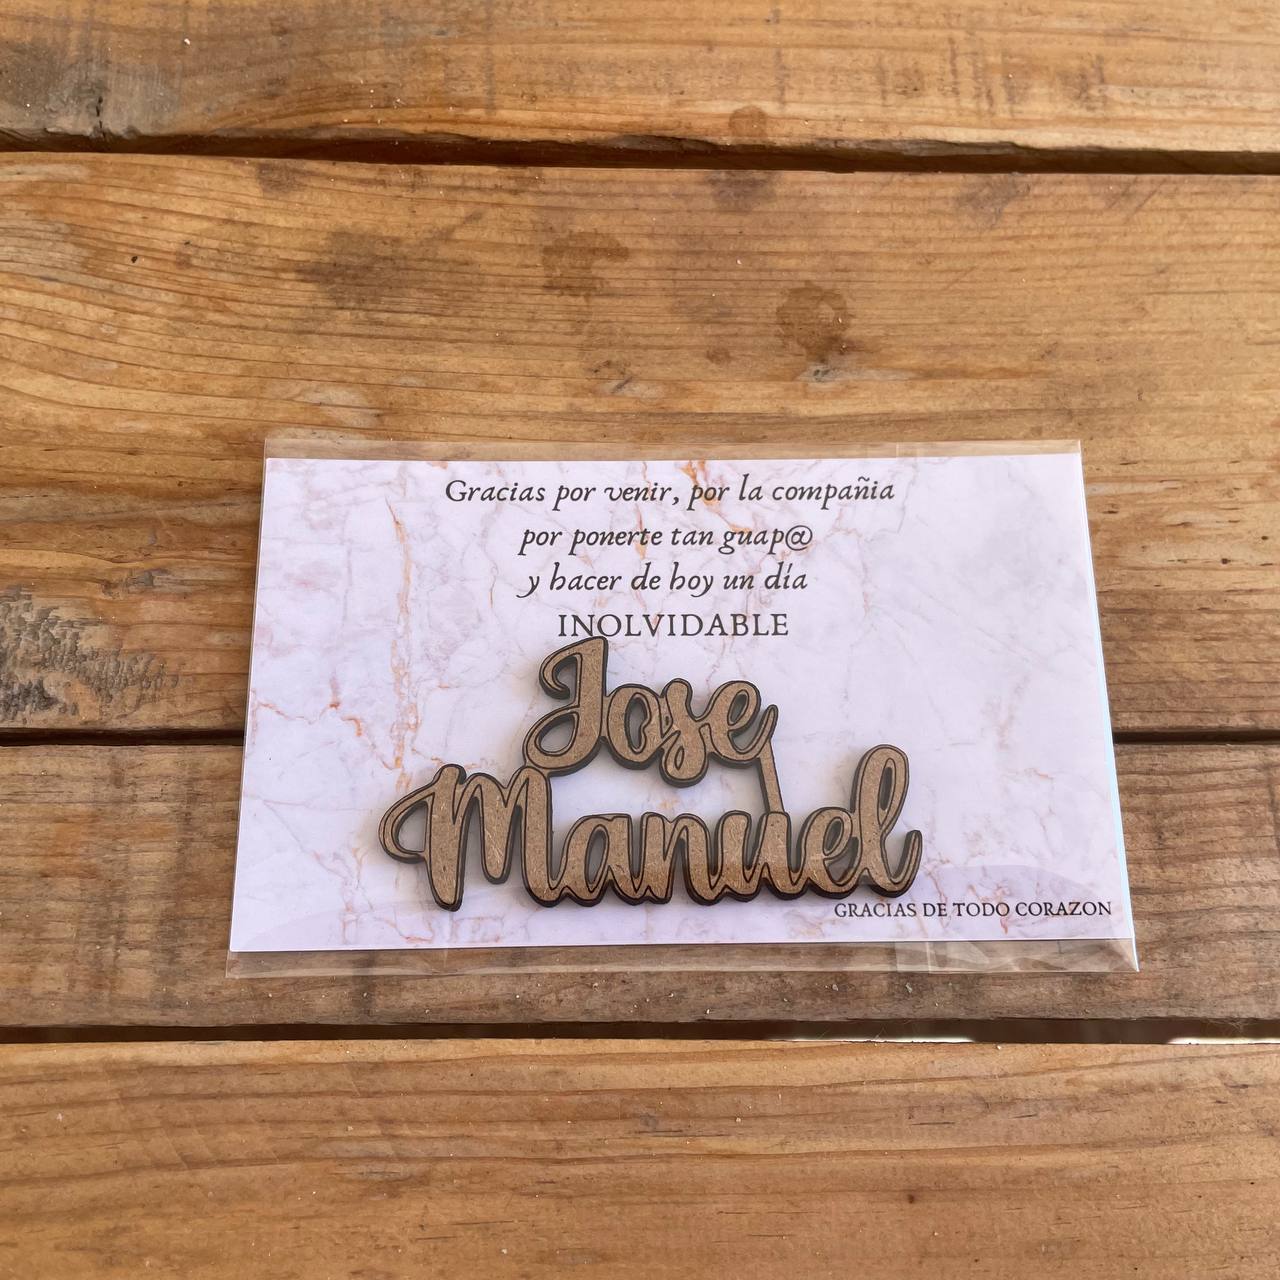 Gracias por venir, por la compañia
por ponerte tan guap@
y hacer de hoy un día
INOLVIDABLE
Jose
Manuel
GRACIAS DE TODO CORAZON